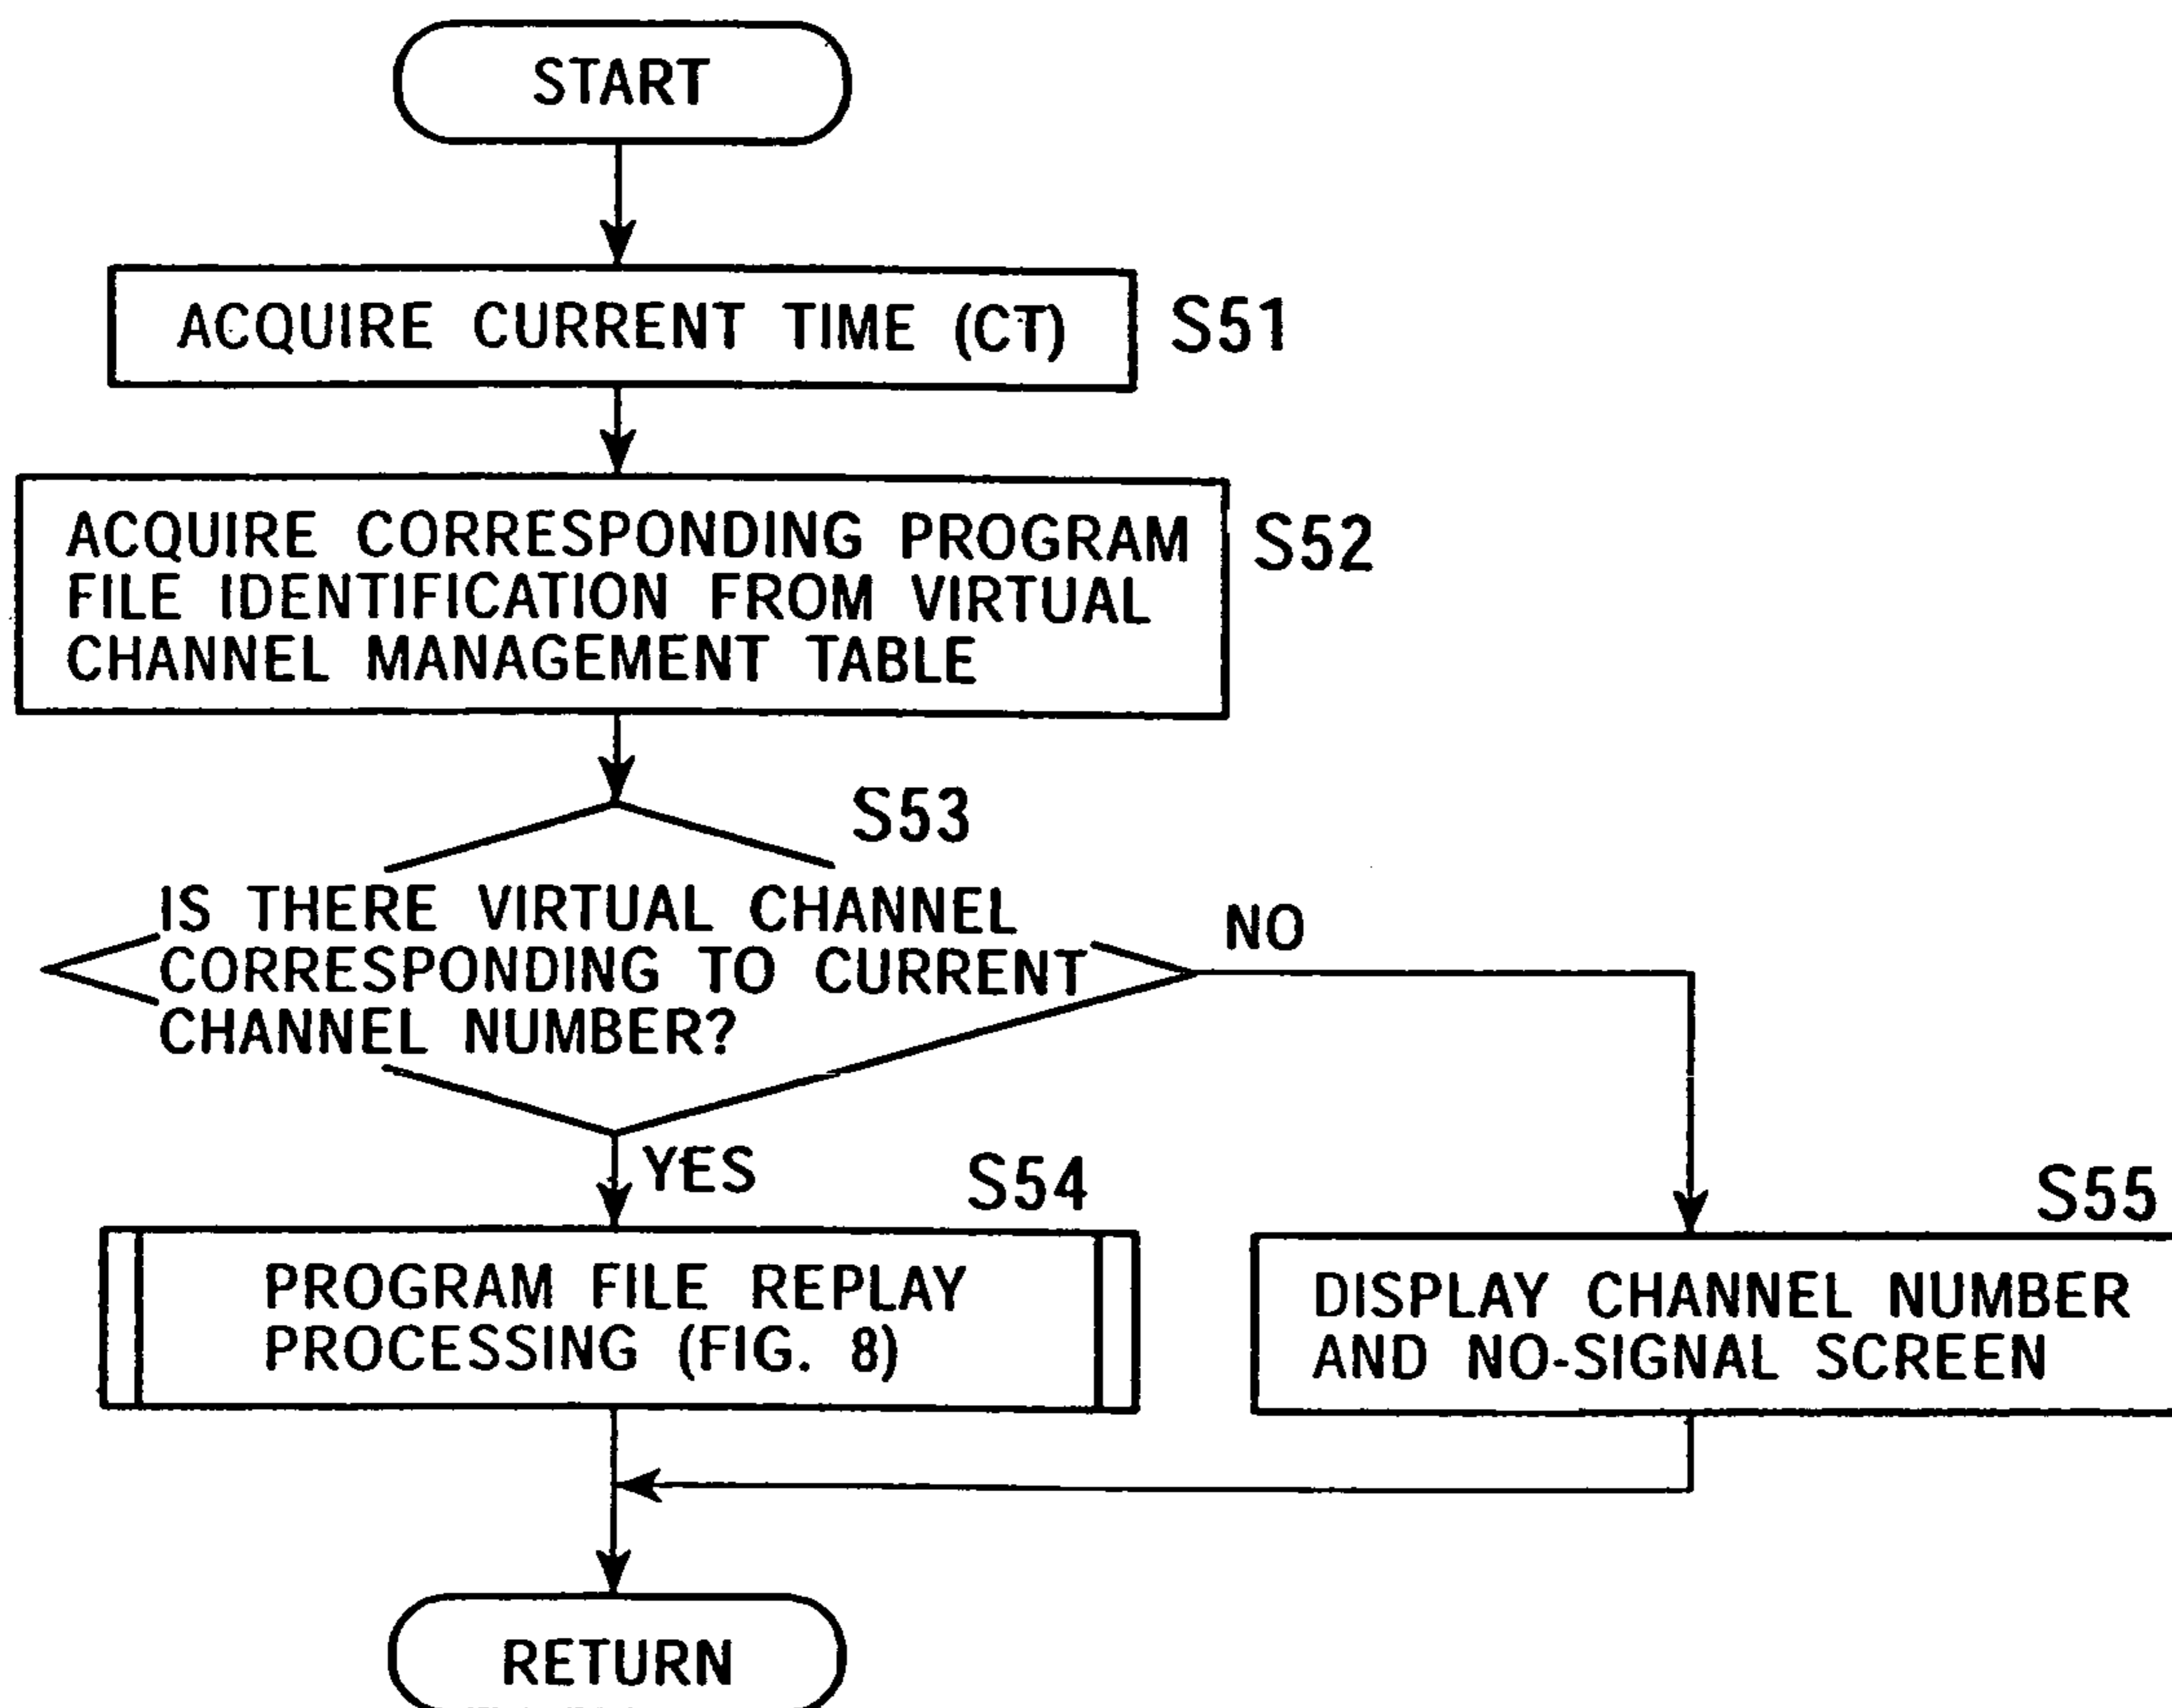 START
ACQUIRE CURRENT TIME (CT)
S51
ACQUIRE CORRESPONDING PROGRAM
FILE IDENTIFICATION FROM VIRTUAL
CHANNEL MANAGEMENT TABLE
S52
S53
IS THERE VIRTUAL CHANNEL
CORRESPONDING TO CURRENT
CHANNEL NUMBER?
NO
YES
S54
PROGRAM FILE REPLAY
PROCESSING (FIG. 8)
S55
DISPLAY CHANNEL NUMBER
AND NO-SIGNAL SCREEN
RETURN